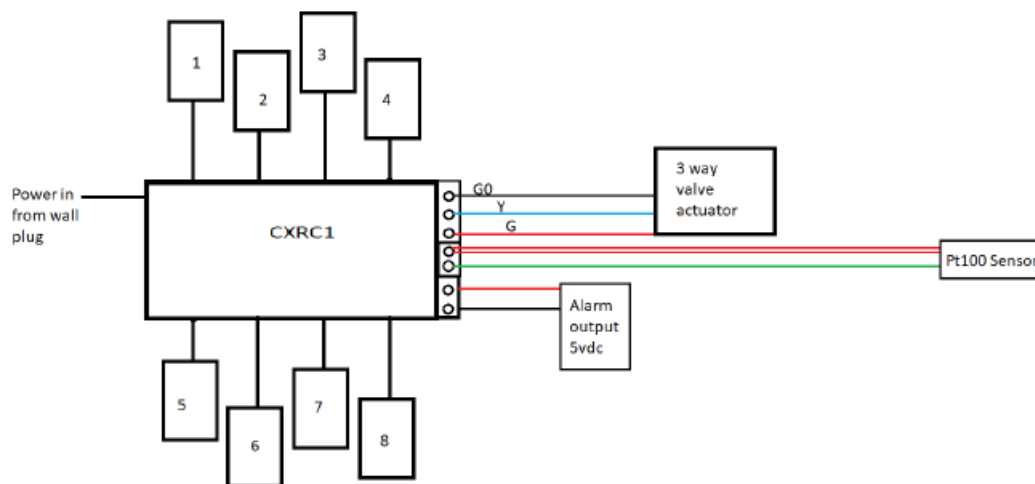 1
2
3
4
Power in
from wall
plug
CXRC1
G0
Y
G
3 way
valve
actuator
Pt100 Sensor
Alarm
output
5vdc
5
6
7
8